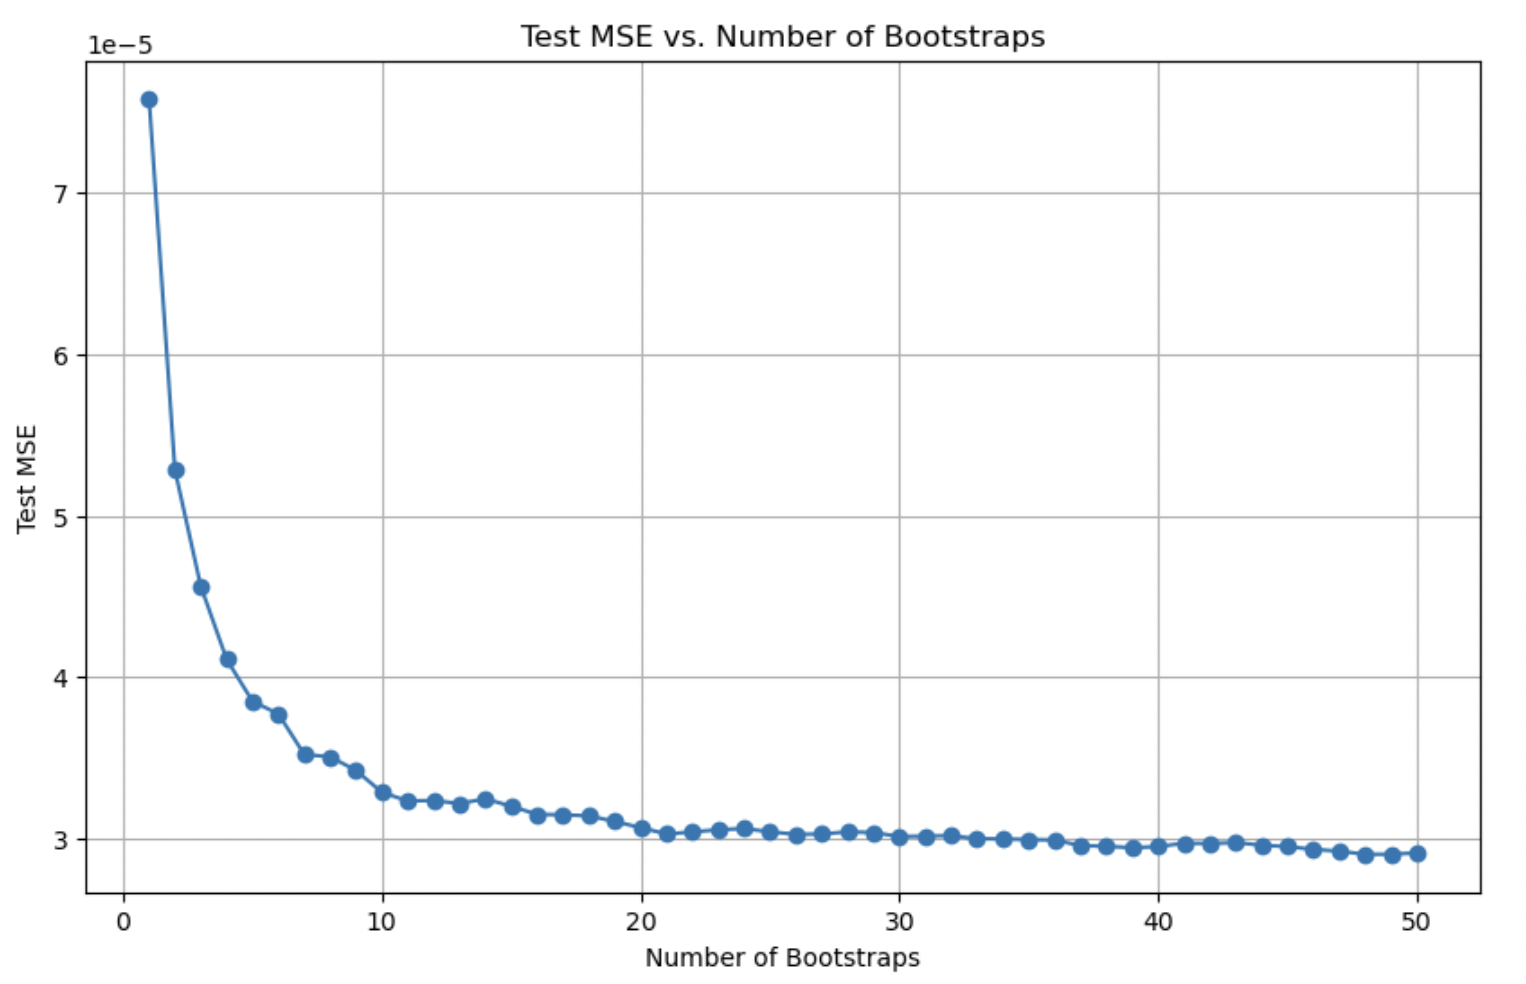 Test MSE vs. Number of Bootstraps
1e−5
7
6
5
4
3
Test MSE
0 10 20 30 40 50
Number of Bootstraps